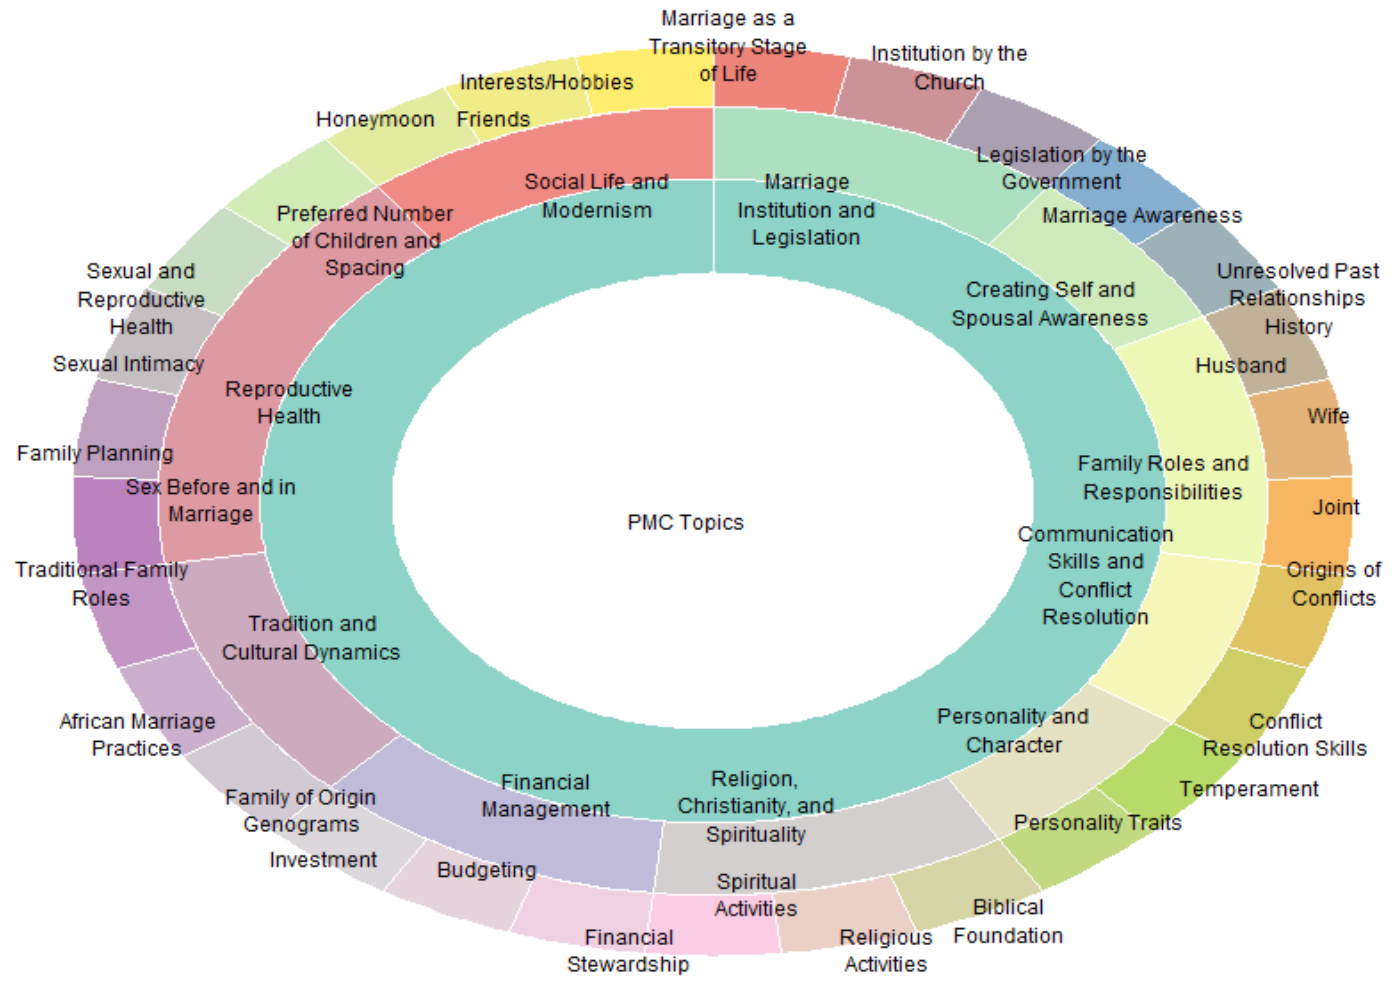 Marriage as a
Transitory Stage
of Life
Institution by the
Church
Interests/Hobbies
Honeymoon
Friends
Legislation by the
Government
Social Life and
Modernism
Marriage
Institution and
Legislation
Marriage Awareness
Preferred Number
of Children and
Spacing
Sexual and
Reproductive
Health
Creating Self and
Spousal Awareness
Unresolved Past
Relationships
History
Sexual Intimacy
Husband
Reproductive
Health
Wife
Family Planning
Family Roles and
Responsibilities
Sex Before and in
Marriage
Joint
PMC Topics
Communication
Skills and
Conflict
Resolution
Traditional Family
Roles
Origins of
Conflicts
Tradition and
Cultural Dynamics
African Marriage
Practices
Personality and
Character
Conflict
Resolution Skills
Financial
Management
Religion,
Christianity, and
Spirituality
Temperament
Family of Origin
Genograms
Personality Traits
Investment
Budgeting
Spiritual
Activities
Biblical
Foundation
Financial
Stewardship
Religious
Activities